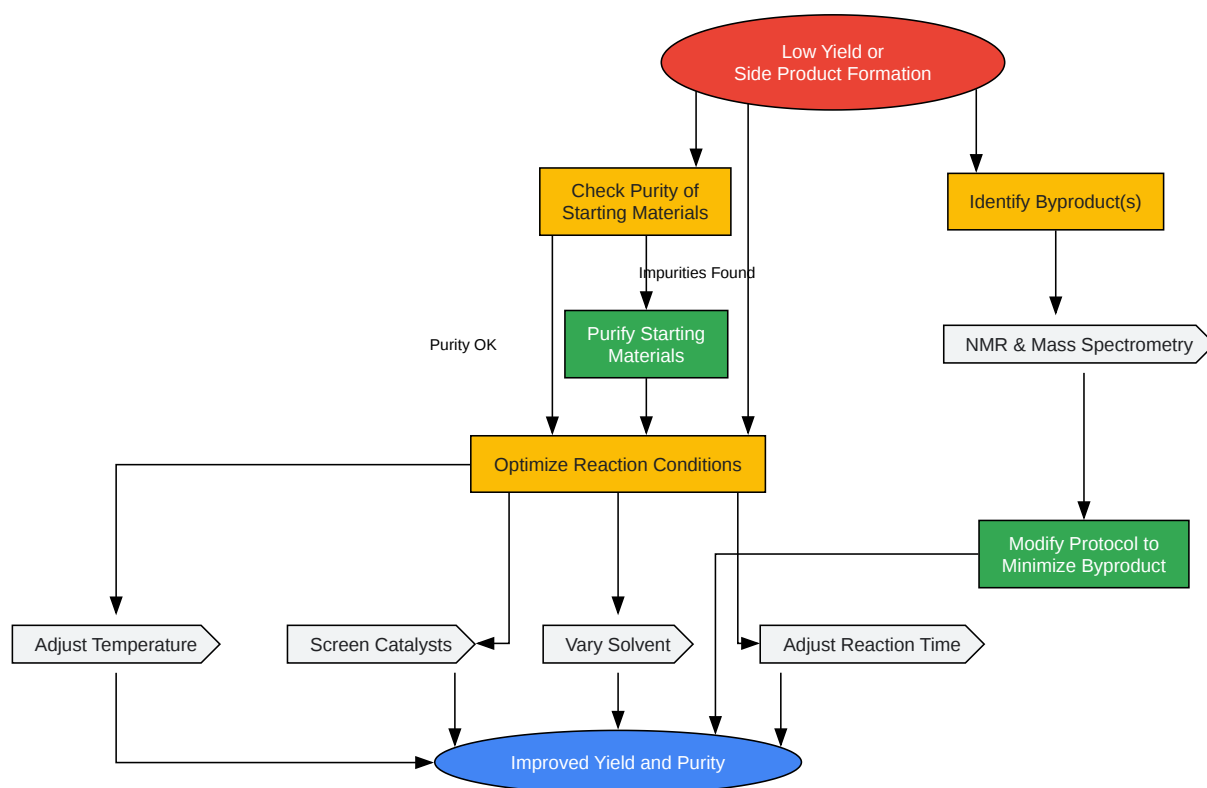 Low Yield or
Side Product Formation
Check Purity of
Starting Materials
Identify Byproduct(s)
Impurities Found
Purity OK
Purify Starting
Materials
NMR & Mass Spectrometry
Optimize Reaction Conditions
Modify Protocol to
Minimize Byproduct
Adjust Temperature
Screen Catalysts
Vary Solvent
Adjust Reaction Time
Improved Yield and Purity